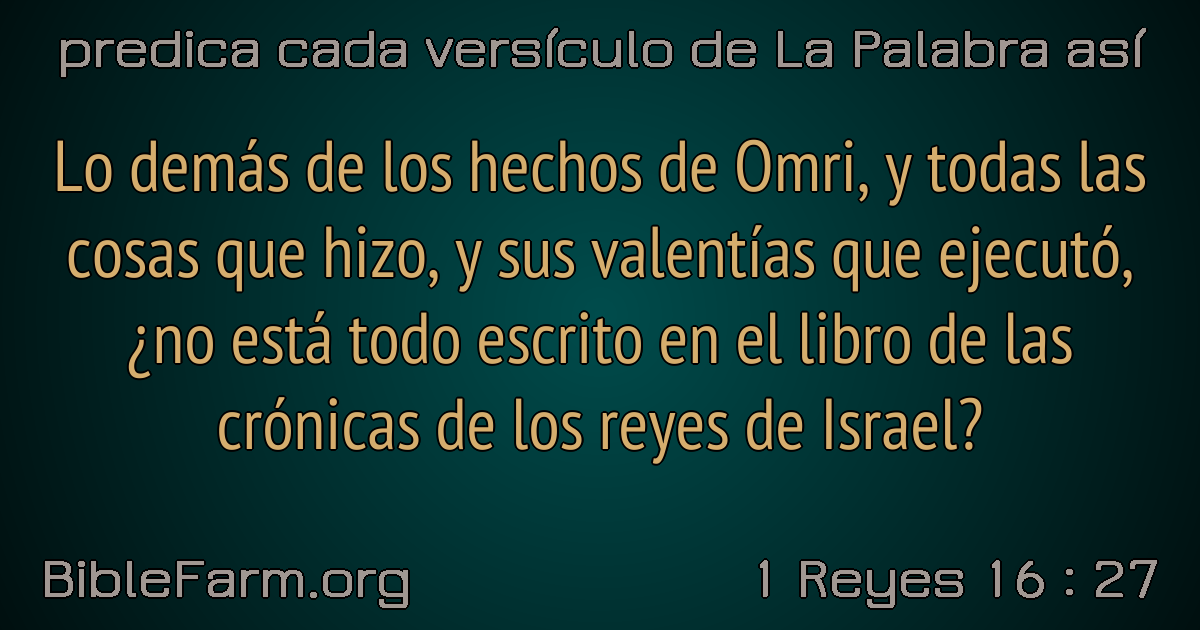 predica cada versículo de La Palabra así
Lo demás de los hechos de Omri, y todas las
cosas que hizo, y sus valentías que ejecutó,
¿no está todo escrito en el libro de las
crónicas de los reyes de Israel?
BibleFarm.org
1 Reyes 16 : 27